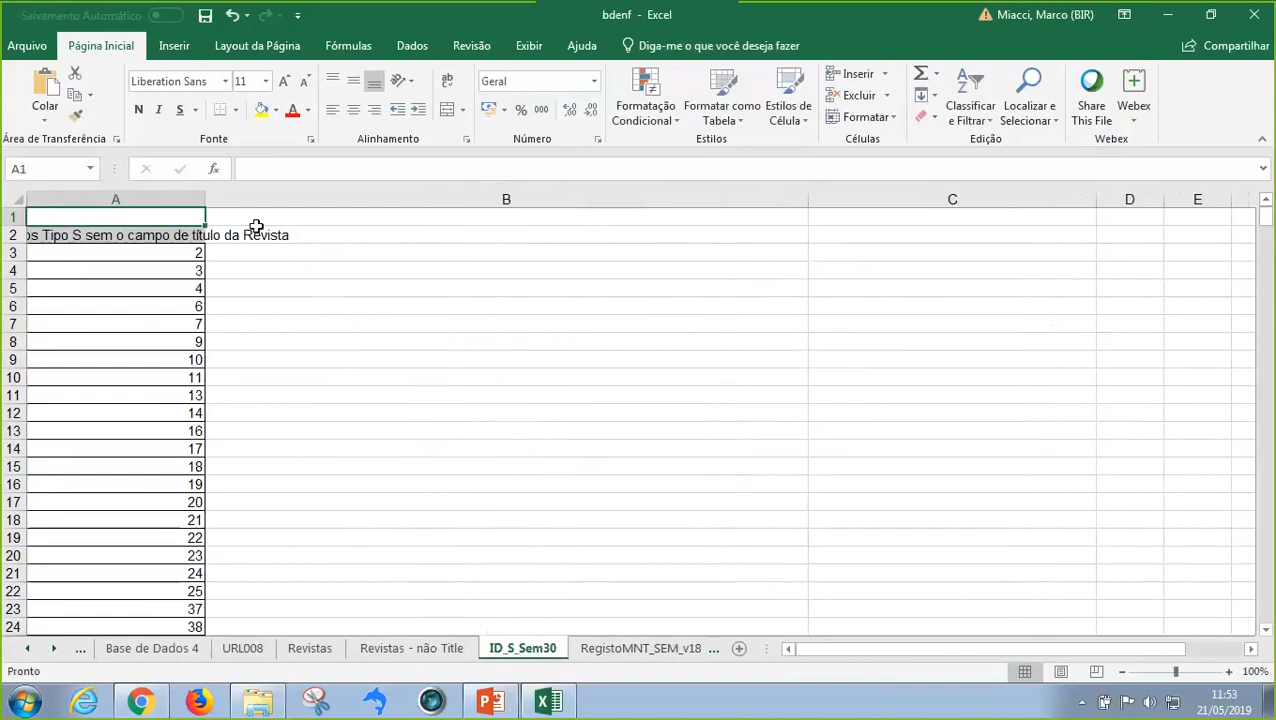 Salvamento Automático
bdenf - Excel
Miacci, Marco (BIR)
Arquivo Página Inicial Inserir Layout da Página Fórmulas Dados Revisão Exibir Ajuda Diga-me o que você deseja fazer Compartilhar
Liberation Sans 11
Geral
Inserir
Excluir
Formatar
Colar
N I S
% 000
Formatação Condicional
Formatar como Tabela
Estilos de Célula
Classificar e Filtrar
Localizar e Selecionar
Share This File
Webex
Área de Transferência Fonte Alinhamento Número Estilos Células Edição Webex
A1
A B C D E
1
2 os Tipo S sem o campo de título da Revista
3 2
4 3
5 4
6 6
7 7
8 9
9 10
10 11
11 13
12 14
13 16
14 17
15 18
16 19
17 20
18 21
19 22
20 23
21 24
22 25
23 37
24 38
... Base de Dados 4 URL008 Revistas Revistas - não Title ID_S_Sem30 RegistoMNT_SEM_v18 ...
Pronto
100%
11:53
21/05/2019